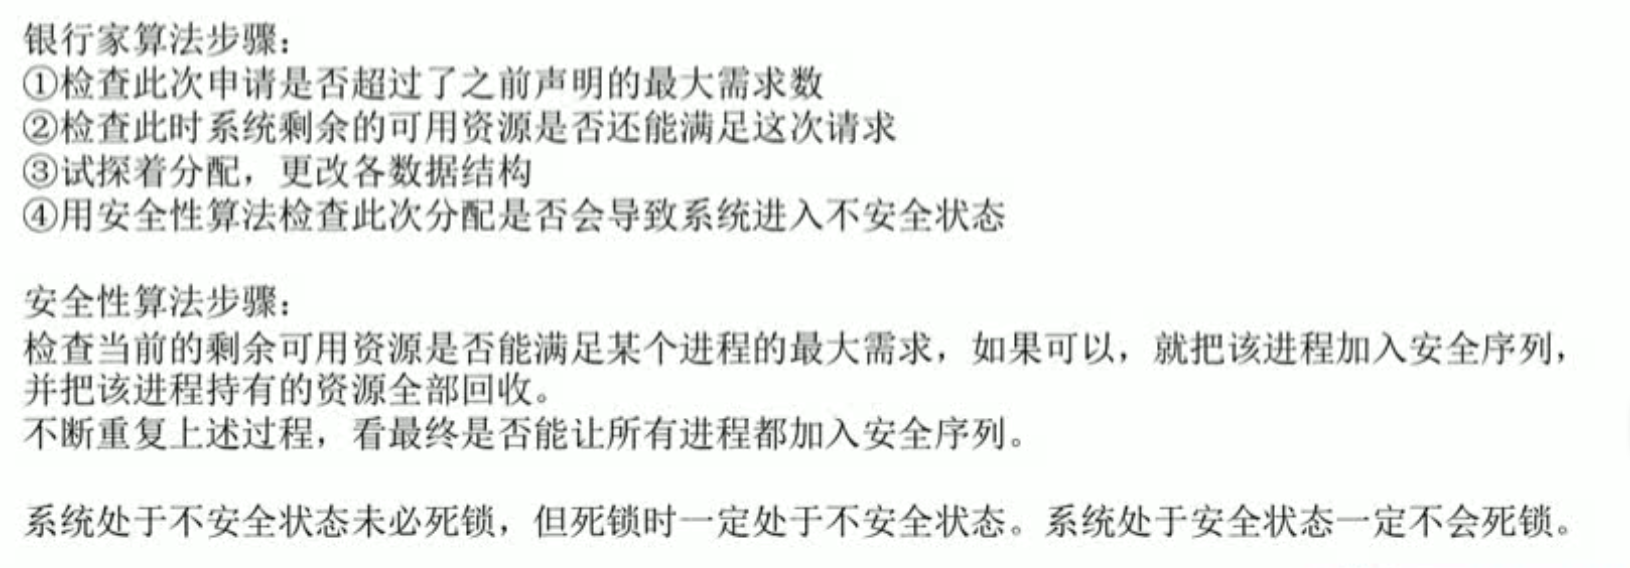 银行家算法步骤：
①检查此次申请是否超过了之前声明的最大需求数
②检查此时系统剩余的可用资源是否还能满足这次请求
③试探着分配，更改各数据结构
④用安全性算法检查此次分配是否会导致系统进入不安全状态
安全性算法步骤：
检查当前的剩余可用资源是否能满足某个进程的最大需求，如果可以，就把该进程加入安全序列，
并把该进程持有的资源全部回收。
不断重复上述过程，看最终是否能让所有进程都加入安全序列。
系统处于不安全状态未必死锁，但死锁时一定处于不安全状态。系统处于安全状态一定不会死锁。